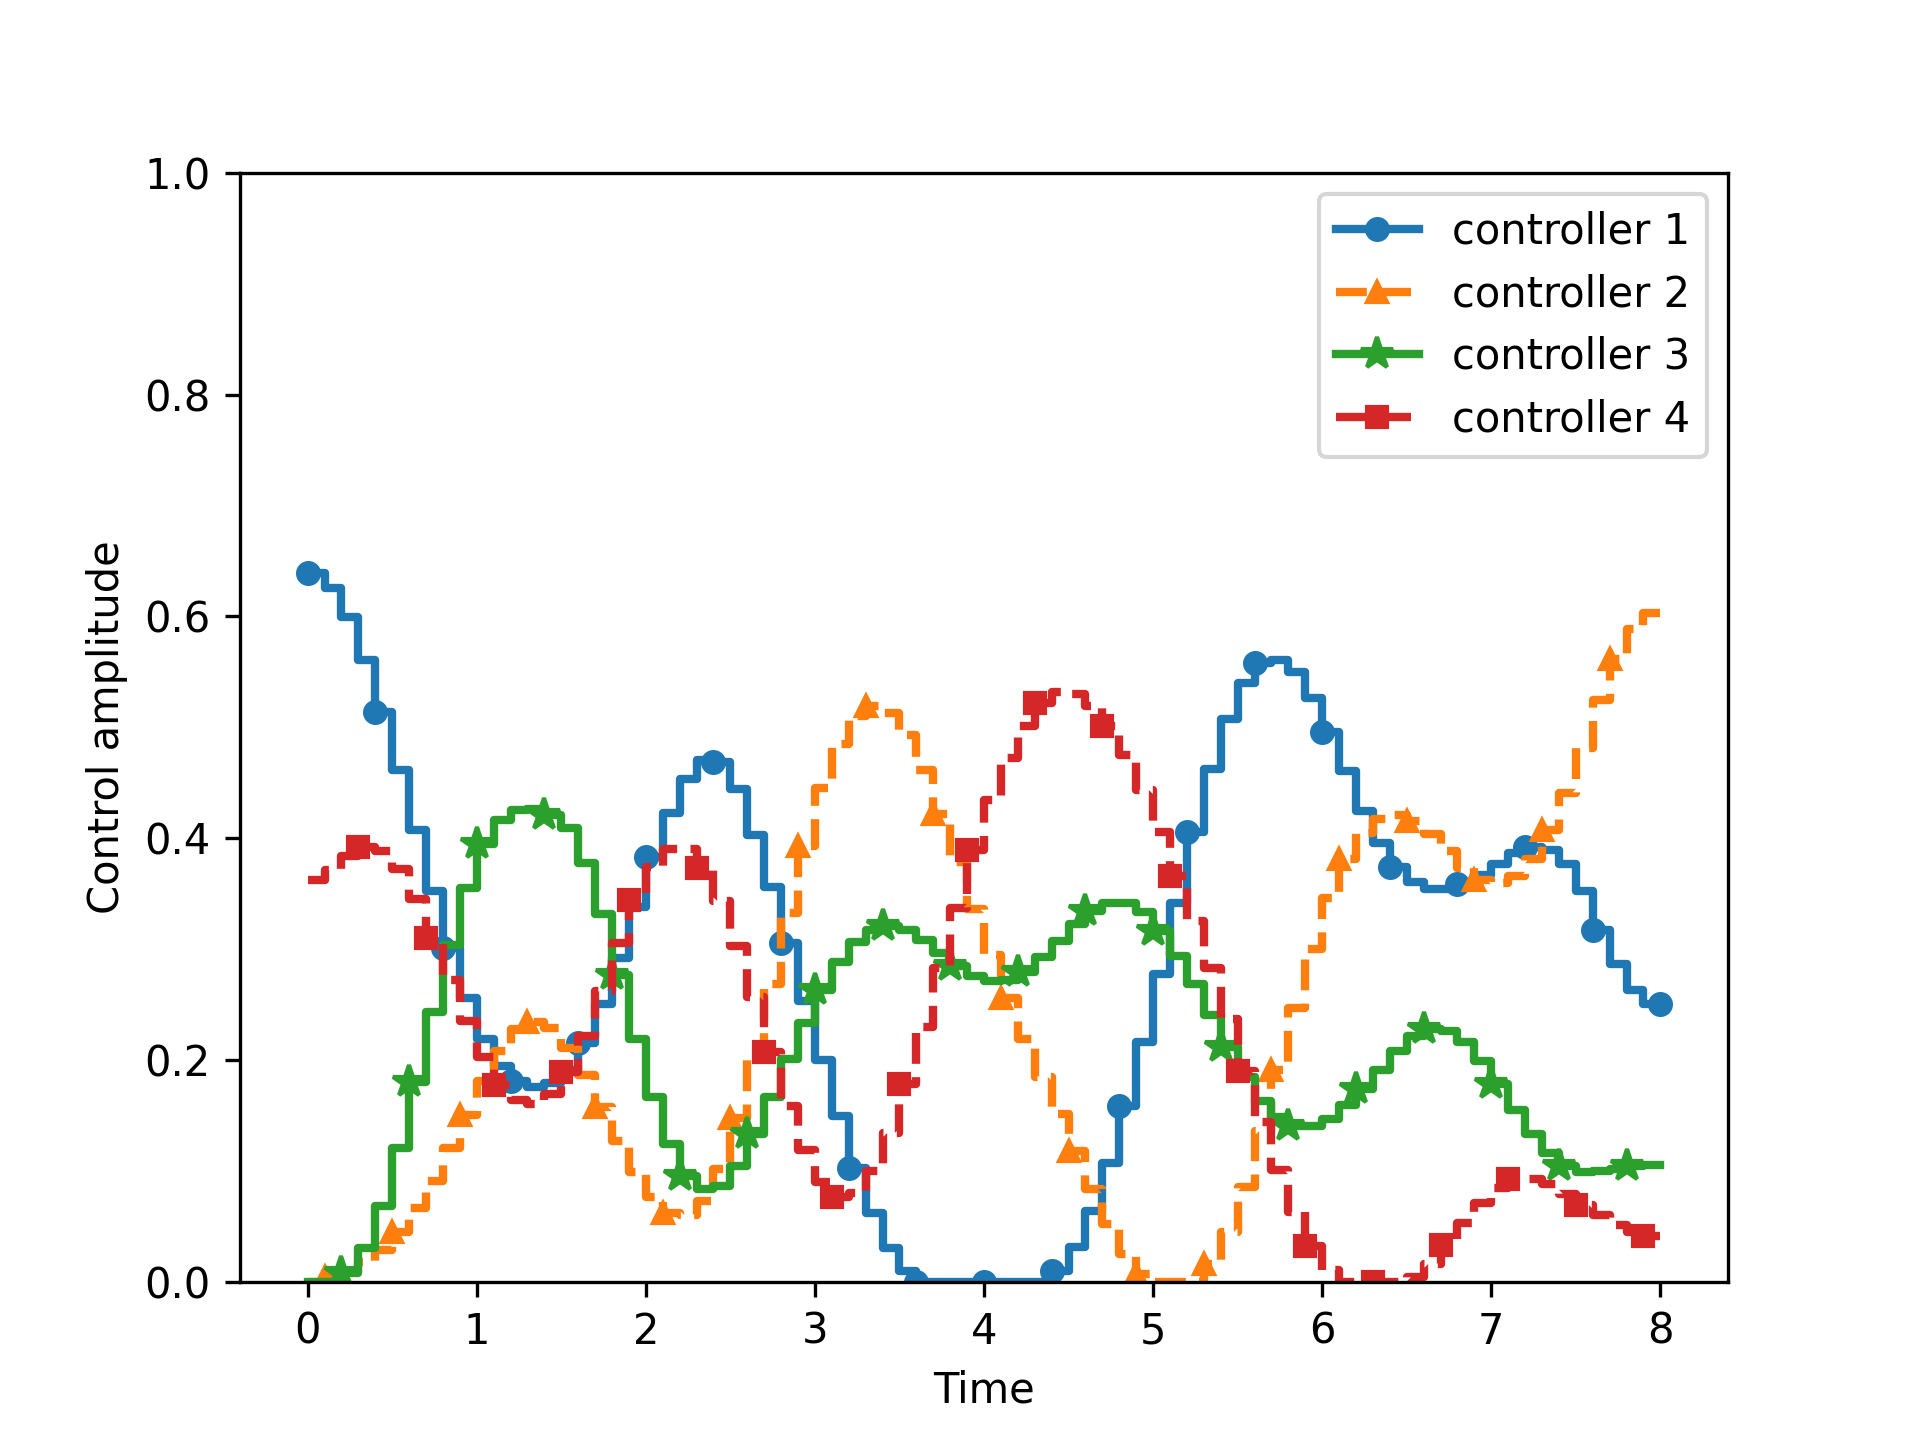 1.0
0.8
0.6
0.4
0.2
0.0
Control amplitude
0 1 2 3 4 5 6 7 8
Time
controller 1
controller 2
controller 3
controller 4